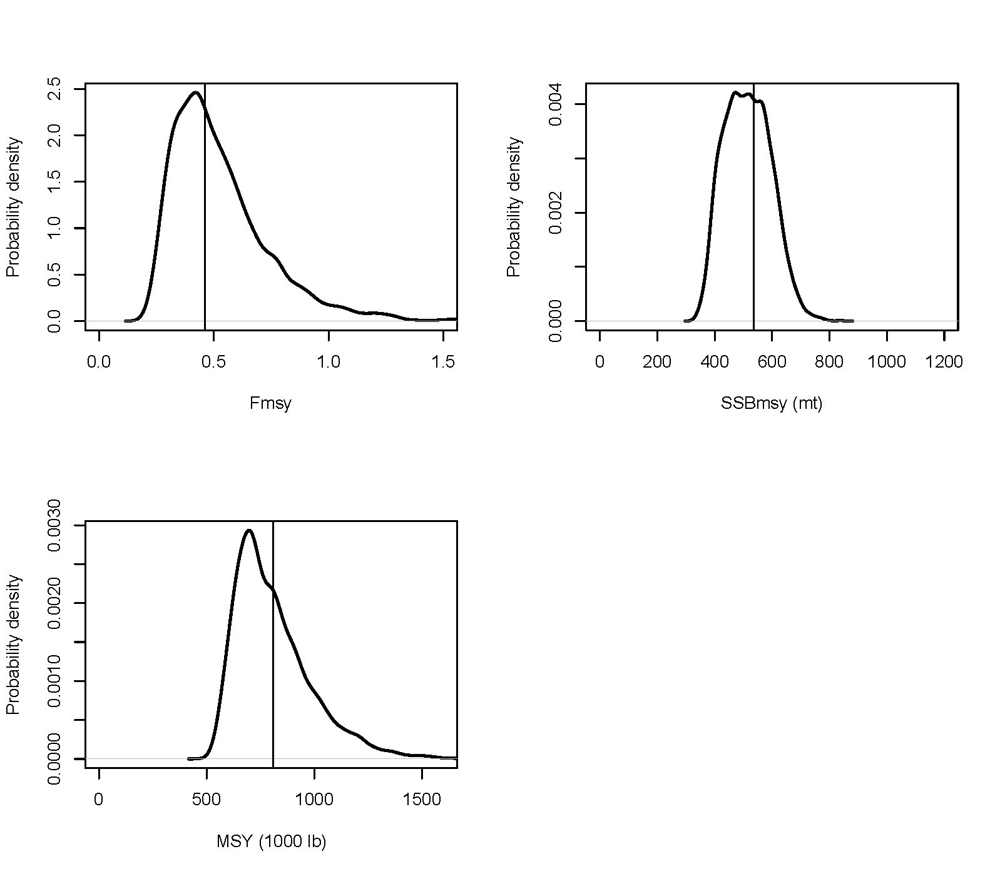 Probability density
0.0 0.5 1.0 1.5 2.0 2.5
0.0 0.5 1.0 1.5
Fmsy
Probability density
0.000 0.002 0.004
0 200 400 600 800 1000 1200
SSBmsy (mt)
Probability density
0.0000 0.0010 0.0020 0.0030
0 500 1000 1500
MSY (1000 lb)